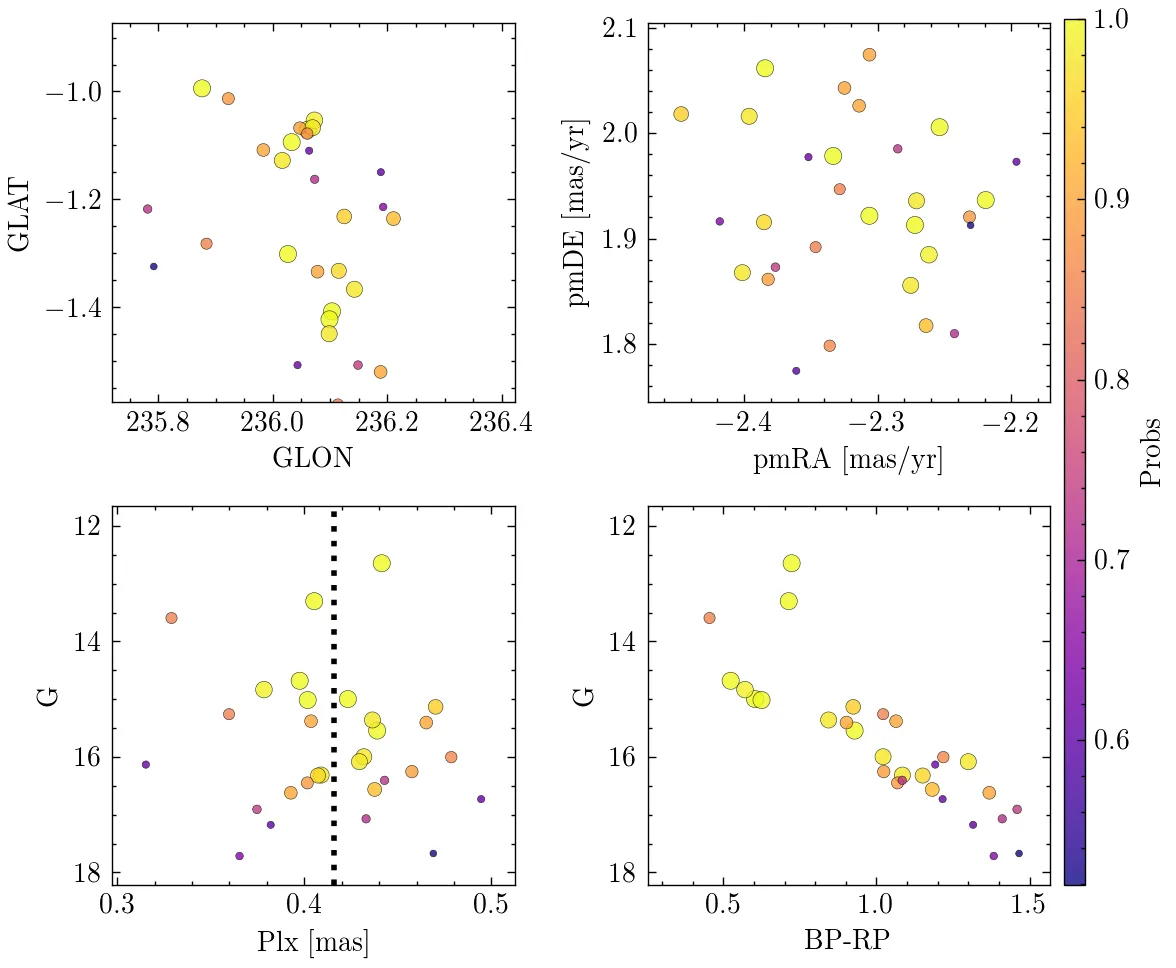 −1.0
−1.2
−1.4
GLAT
235.8 236.0 236.2 236.4
GLON
2.1
2.0
1.9
1.8
pmDE [mas/yr]
−2.4 −2.3 −2.2
pmRA [mas/yr]
12
14
16
18
G
0.3 0.4 0.5
Plx [mas]
12
14
16
18
G
0.5 1.0 1.5
BP-RP
1.0
0.9
0.8
0.7
0.6
Probs